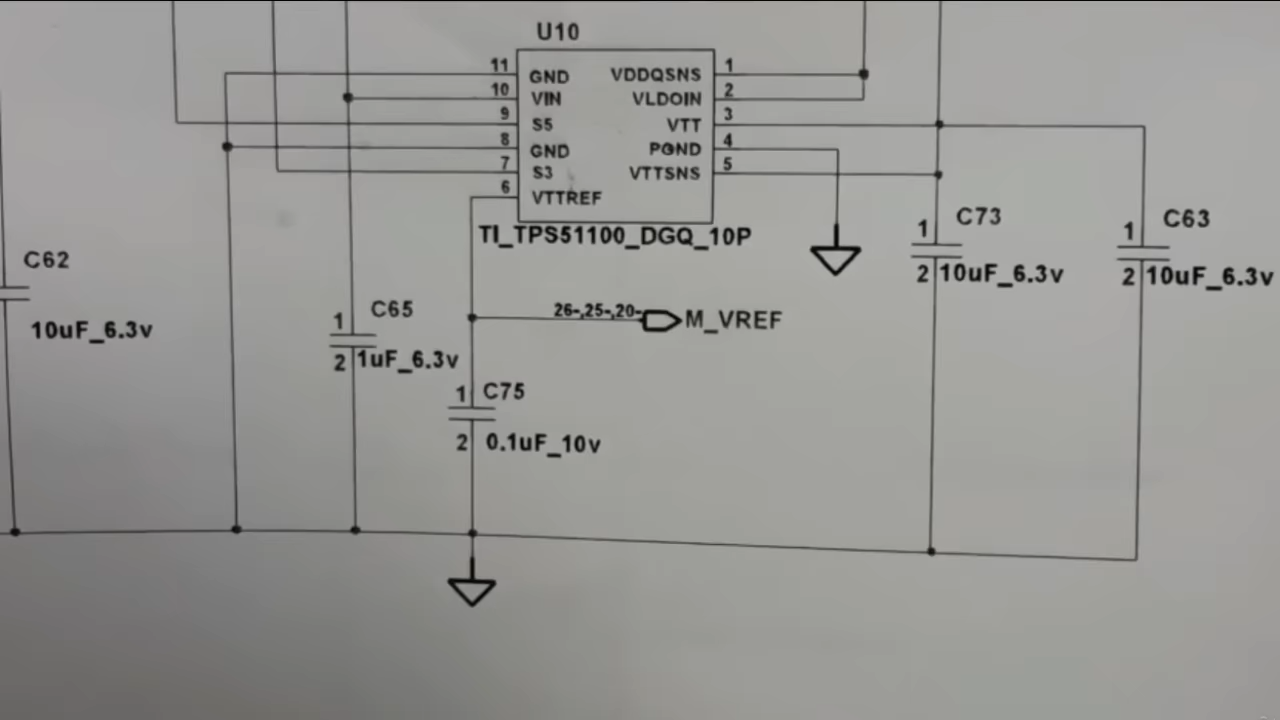 U10
11 GND VDDQSNS 1
10 VIN VLDOIN 2
9 S5 VTT 3
8 GND PGND 4
7 S3 VTTSNS 5
6 VTTREF
TI_TPS51100_DGQ_10P
1 C73
2 10uF_6.3v
1 C63
2 10uF_6.3v
C62
10uF_6.3v
1 C65
2 1uF_6.3v
26-,25-,20- M_VREF
1 C75
2 0.1uF_10v